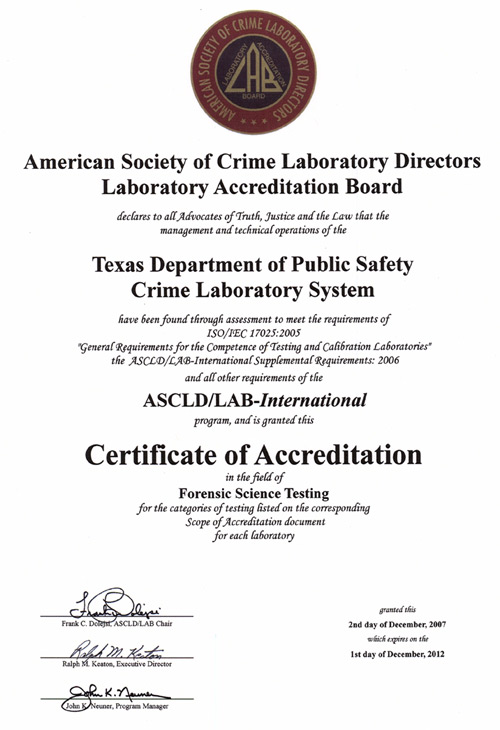 AMERICAN SOCIETY OF CRIME LABORATORY DIRECTORS
LABORATORY ACCREDITATION BOARD
LAB
American Society of Crime Laboratory Directors
Laboratory Accreditation Board
declares to all Advocates of Truth, Justice and the Law that the
management and technical operations of the
Texas Department of Public Safety
Crime Laboratory System
have been found through assessment to meet the requirements of
ISO/IEC 17025:2005
"General Requirements for the Competence of Testing and Calibration Laboratories"
the ASCLD/LAB-International Supplemental Requirements: 2006
and all other requirements of the
ASCLD/LAB-International
program, and is granted this
Certificate of Accreditation
in the field of
Forensic Science Testing
for the categories of testing listed on the corresponding
Scope of Accreditation document
for each laboratory
Frank C. Dolejsi, ASCLD/LAB Chair
Ralph M. Keaton
Ralph M. Keaton, Executive Director
John K. Neuner
John K. Neuner, Program Manager
granted this
2nd day of December, 2007
which expires on the
1st day of December, 2012